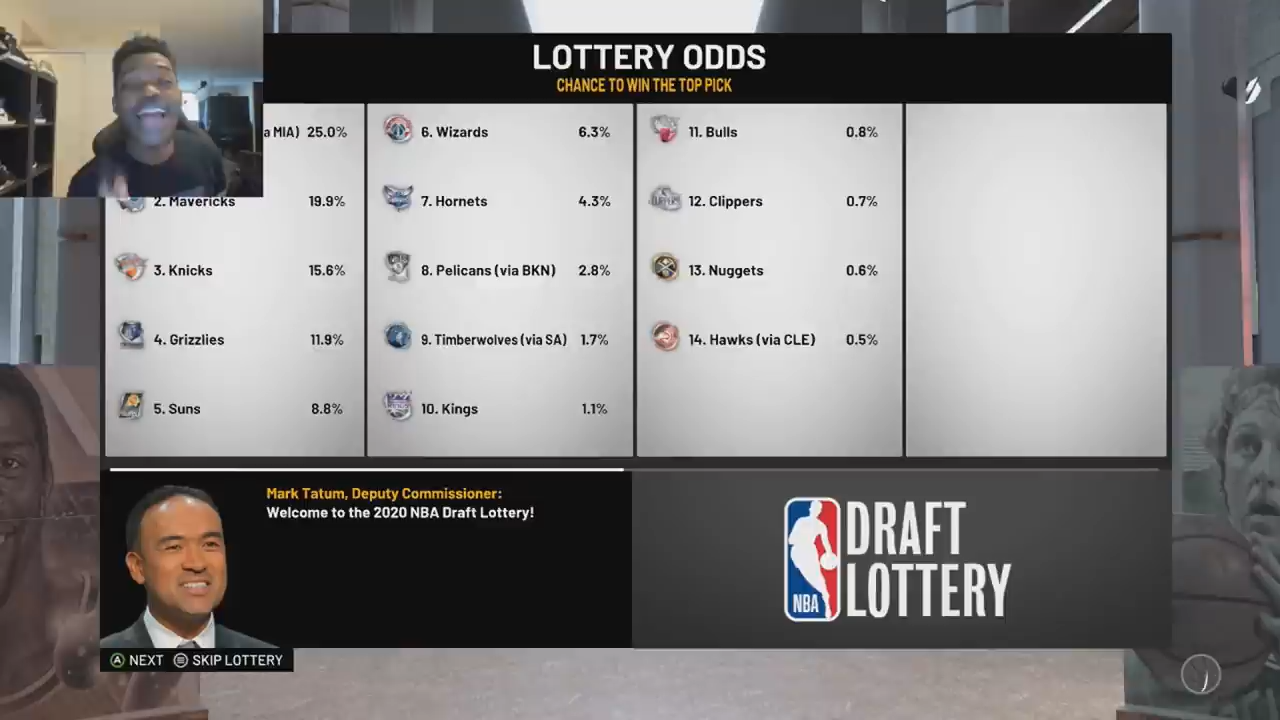 LOTTERY ODDS
CHANCE TO WIN THE TOP PICK
a MIA) 25.0%
2. Mavericks 19.9%
3. Knicks 15.6%
4. Grizzlies 11.9%
5. Suns 8.8%
6. Wizards 6.3%
7. Hornets 4.3%
8. Pelicans (via BKN) 2.8%
9. Timberwolves (via SA) 1.7%
10. Kings 1.1%
11. Bulls 0.8%
12. Clippers 0.7%
13. Nuggets 0.6%
14. Hawks (via CLE) 0.5%
Mark Tatum, Deputy Commissioner:
Welcome to the 2020 NBA Draft Lottery!
NBA
DRAFT
LOTTERY
A NEXT SKIP LOTTERY